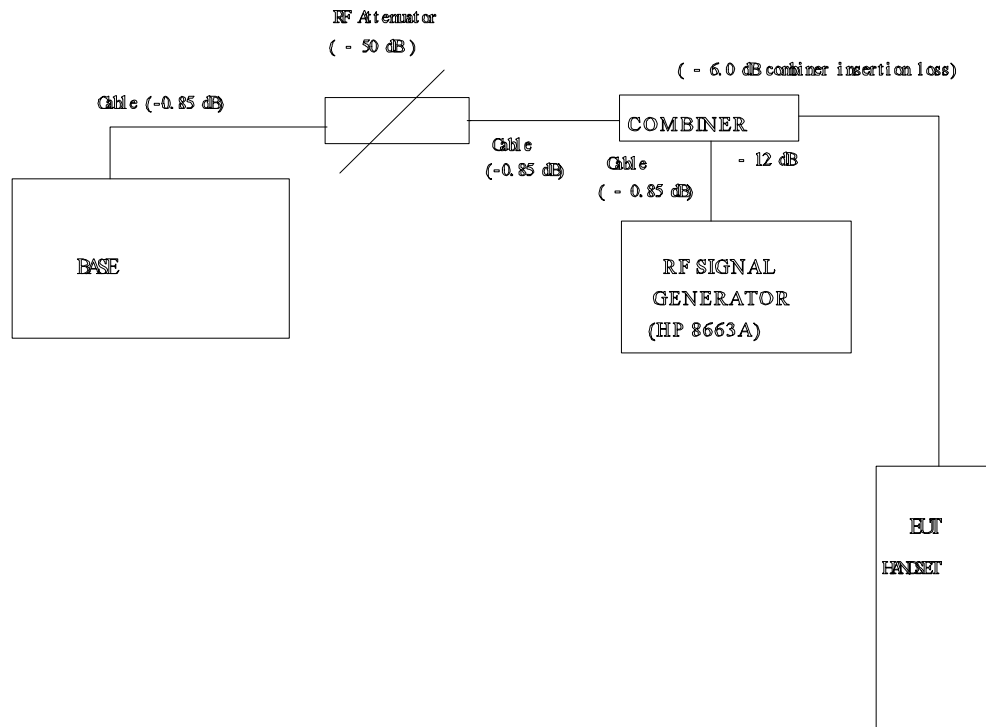 RF Attenuator
( - 50 dB )
( - 6.0 dB combiner insertion loss)
Cable (-0.85 dB)
COMBINER
Cable
(-0.85 dB)
Cable
( - 0.85 dB)
- 12 dB
BASE
RF SIGNAL
GENERATOR
(HP 8663A)
EUT
HANDSET